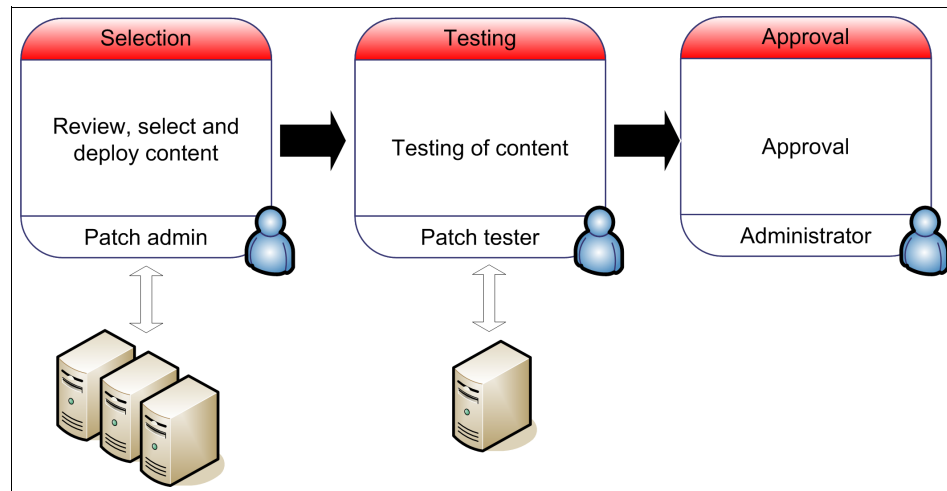 Selection
Review, select and
deploy content
Patch admin
Testing
Testing of content
Patch tester
Approval
Approval
Administrator